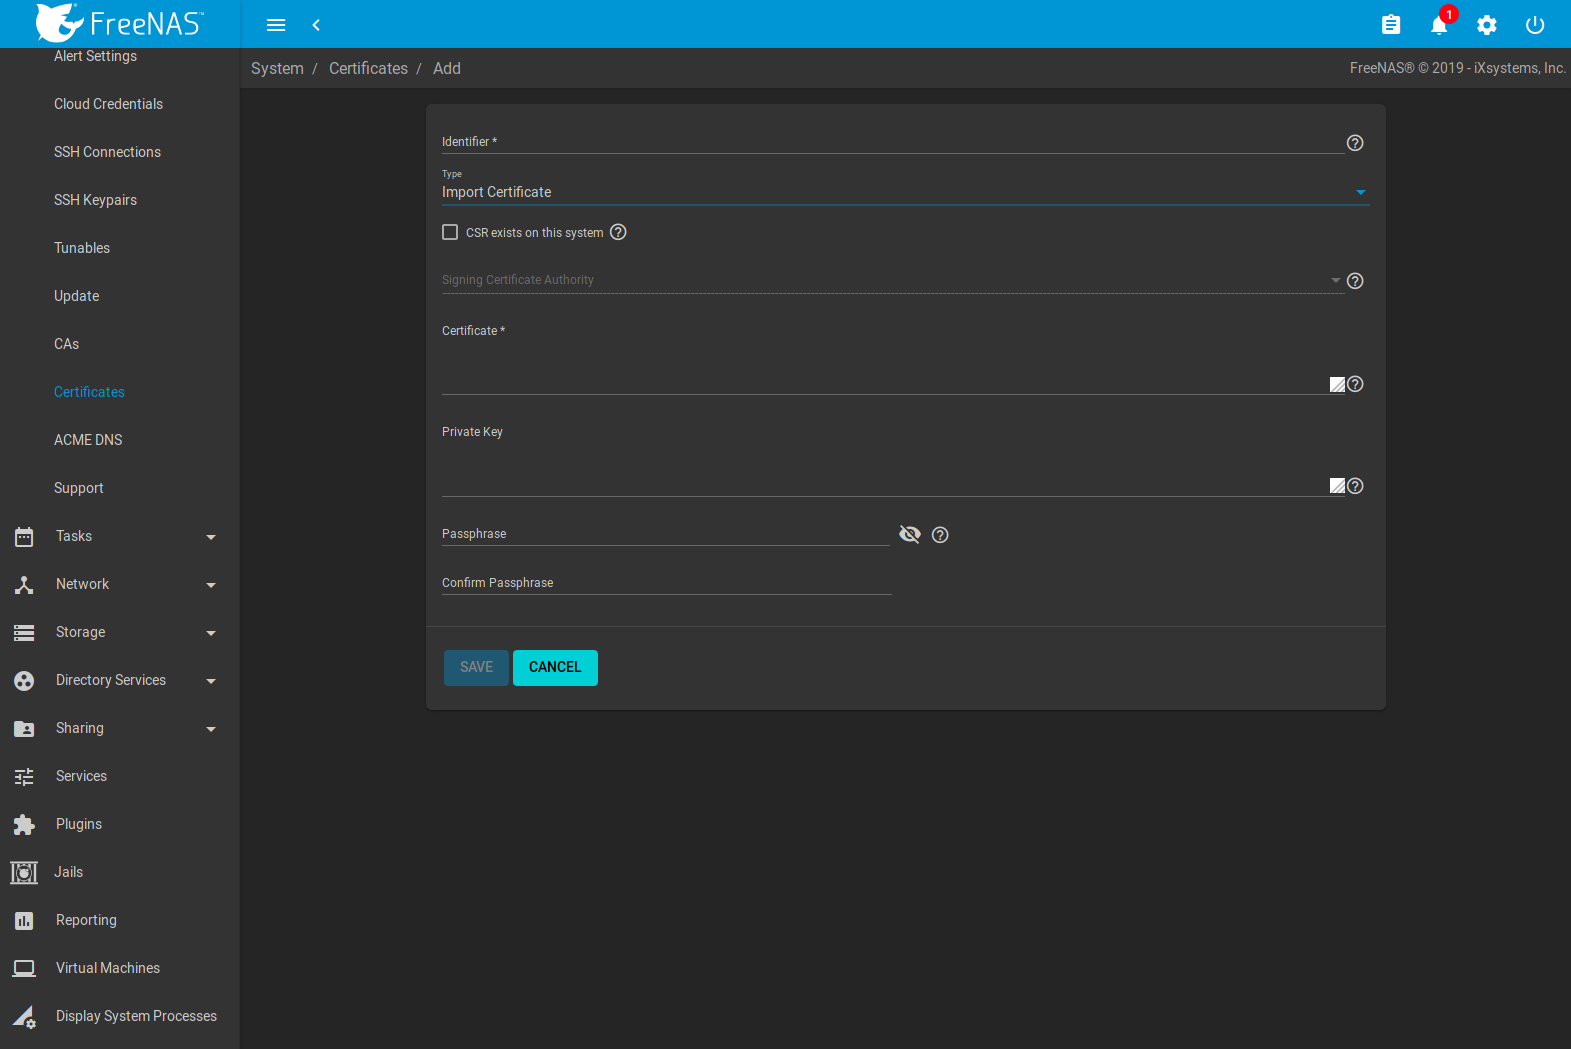 FreeNAS™
1
System / Certificates / Add
FreeNAS® © 2019 - iXsystems, Inc.
Alert Settings
Cloud Credentials
SSH Connections
SSH Keypairs
Tunables
Update
CAs
Certificates
ACME DNS
Support
Tasks
Network
Storage
Directory Services
Sharing
Services
Plugins
Jails
Reporting
Virtual Machines
Display System Processes
Identifier *
Type
Import Certificate
CSR exists on this system
Signing Certificate Authority
Certificate *
Private Key
Passphrase
Confirm Passphrase
SAVE CANCEL